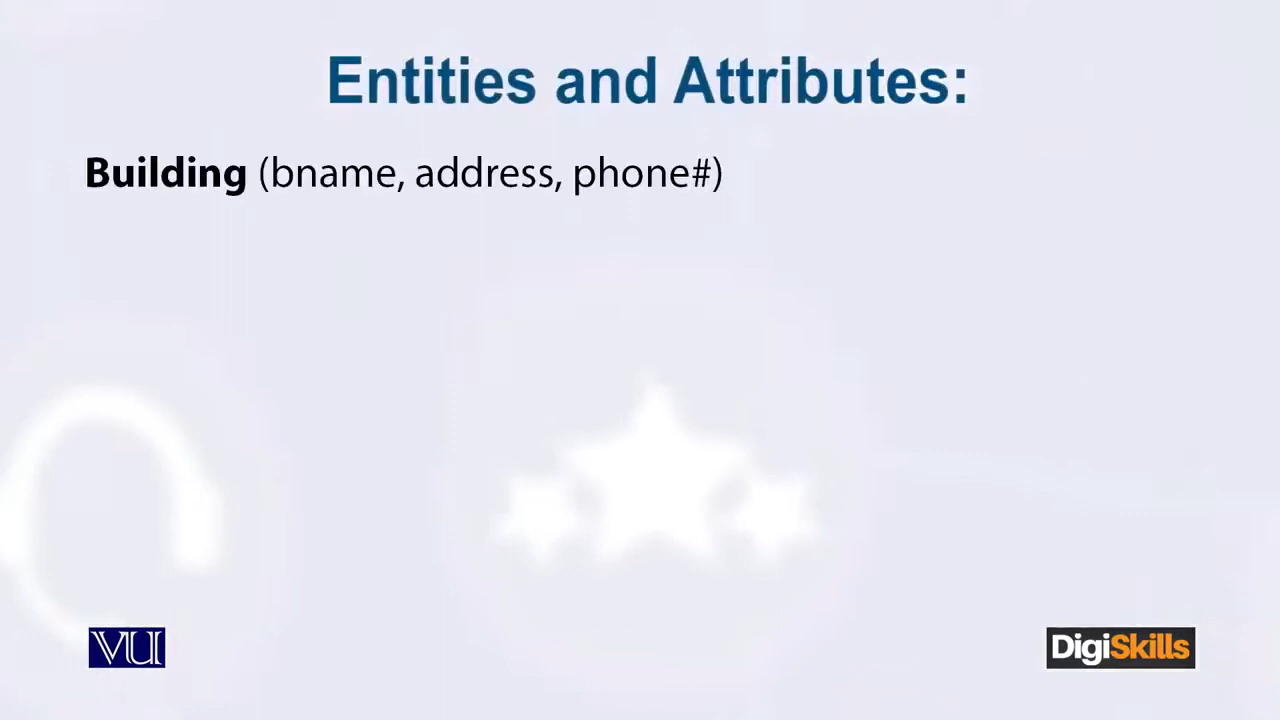 Entities and Attributes:
Building (bname, address, phone#)
VU
DigiSkills